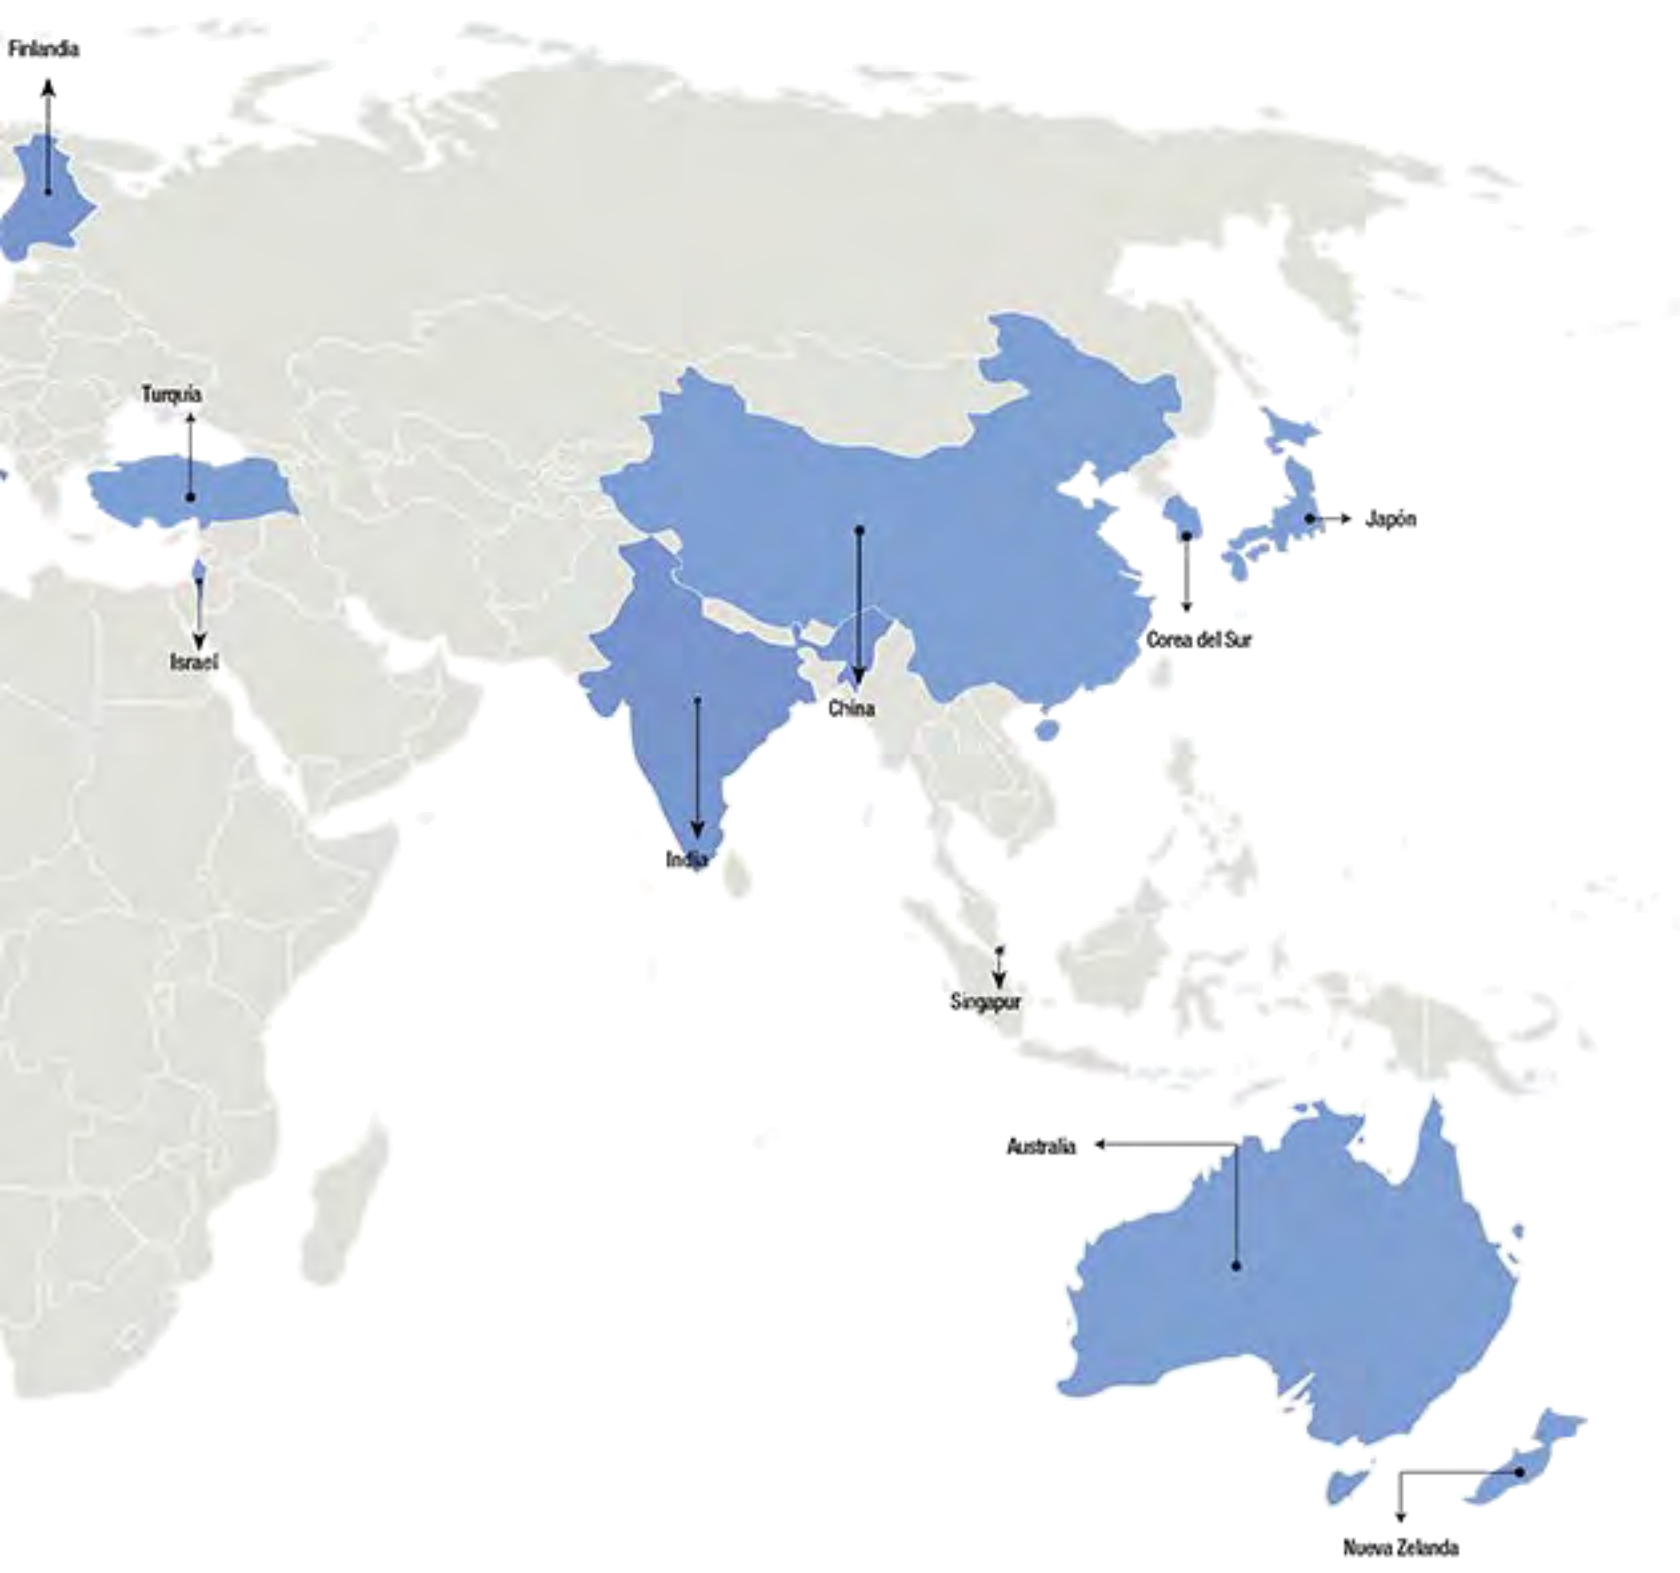 Finlandia
Turquía
Japón
Corea del Sur
Israel
China
India
Singapur
Australia
Nueva Zelanda